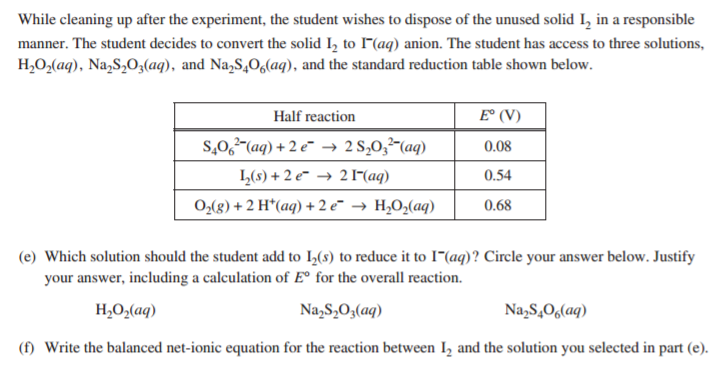 While cleaning up after the experiment, the student wishes to dispose of the unused solid I₂ in a responsible
manner. The student decides to convert the solid I₂ to I⁻(aq) anion. The student has access to three solutions,
H₂O₂(aq), Na₂S₂O₃(aq), and Na₂S₄O₆(aq), and the standard reduction table shown below.
Half reaction E° (V)
S₄O₆²⁻(aq) + 2 e⁻ → 2 S₂O₃²⁻(aq) 0.08
I₂(s) + 2 e⁻ → 2 I⁻(aq) 0.54
O₂(g) + 2 H⁺(aq) + 2 e⁻ → H₂O₂(aq) 0.68
(e) Which solution should the student add to I₂(s) to reduce it to I⁻(aq)? Circle your answer below. Justify
your answer, including a calculation of E° for the overall reaction.
H₂O₂(aq) Na₂S₂O₃(aq) Na₂S₄O₆(aq)
(f) Write the balanced net-ionic equation for the reaction between I₂ and the solution you selected in part (e).